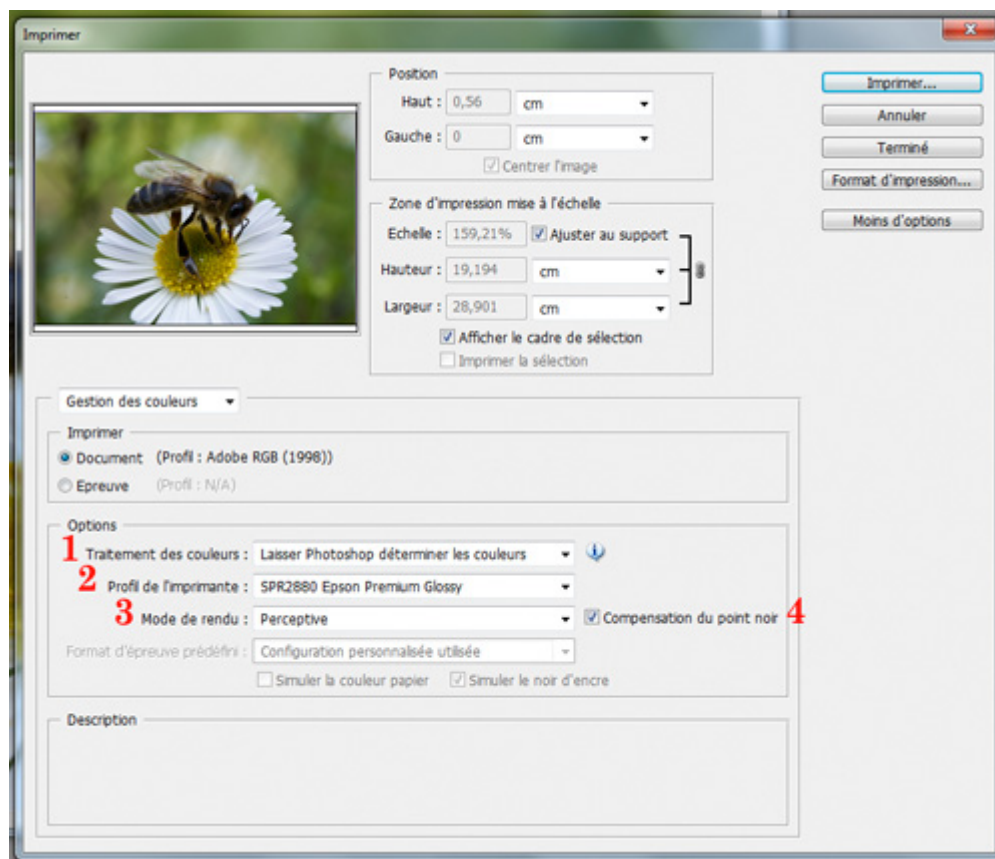 Imprimer
Position
Haut : 0,56 cm
Gauche : 0 cm
Centrer l'image
Zone d'impression mise à l'échelle
Echelle : 159,21% Ajuster au support
Hauteur : 19,194 cm
Largeur : 28,901 cm
Afficher le cadre de sélection
Imprimer la sélection
Imprimer...
Annuler
Terminé
Format d'impression...
Moins d'options
Gestion des couleurs
Imprimer
Document (Profil : Adobe RGB (1998))
Epreuve (Profil : N/A)
Options
1 Traitement des couleurs : Laisser Photoshop déterminer les couleurs
2 Profil de l'imprimante : SPR2880 Epson Premium Glossy
3 Mode de rendu : Perceptive Compensation du point noir 4
Format d'épreuve prédéfini : Configuration personnalisée utilisée
Simuler la couleur papier Simuler le noir d'encre
Description